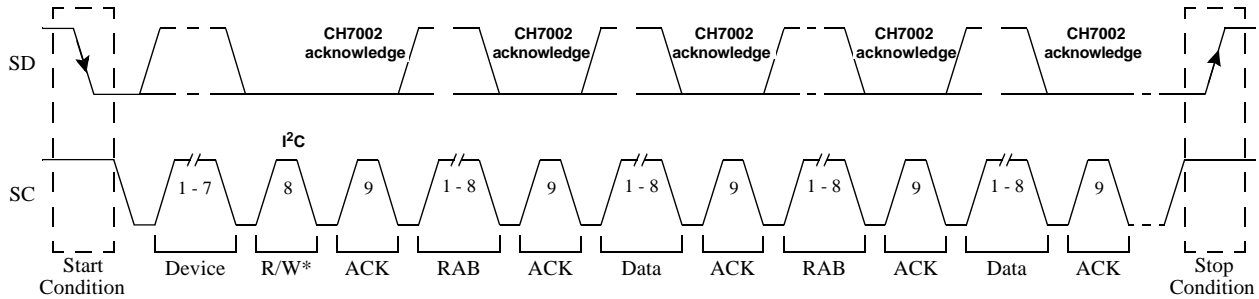 CH7002 acknowledge CH7002 acknowledge CH7002 acknowledge CH7002 acknowledge CH7002 acknowledge
SD
I²C
SC
1 - 7 8 9 1 - 8 9 1 - 8 9 1 - 8 9 1 - 8 9
Start Condition Device R/W* ACK RAB ACK Data ACK RAB ACK Data ACK Stop Condition